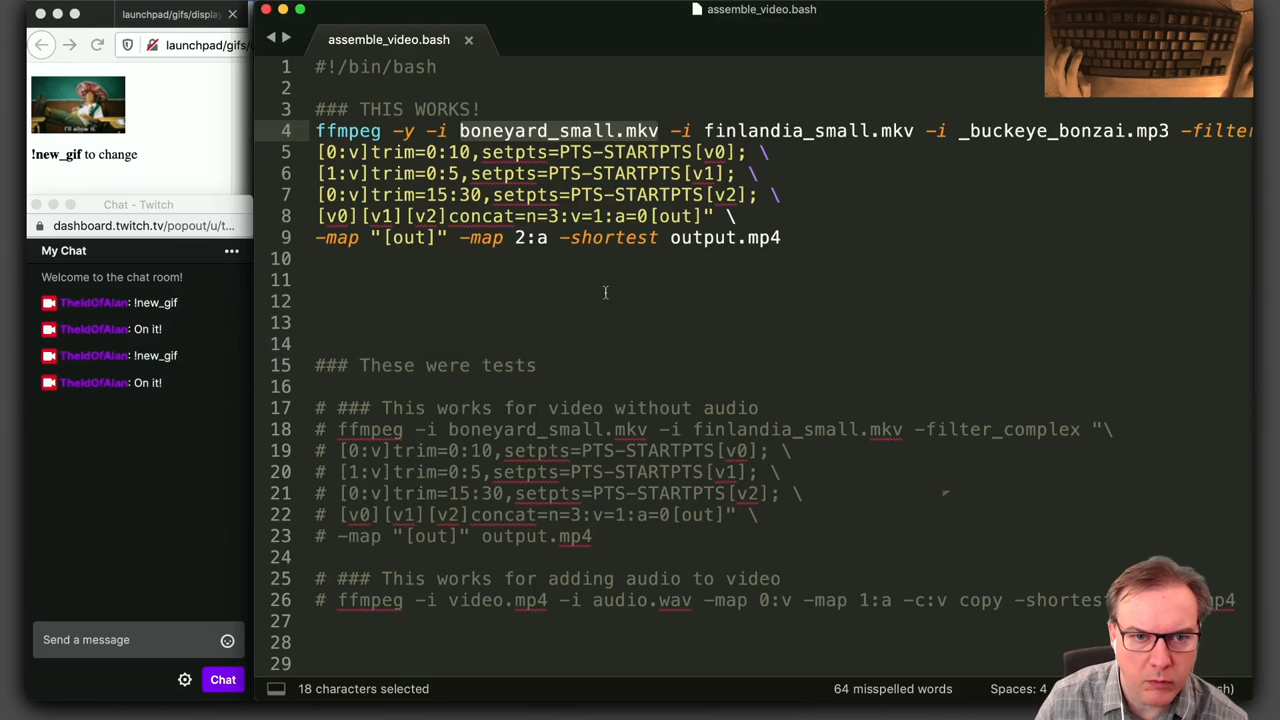 launchpad/gifs/display
launchpad/gifs/
I'll allow it.
!new_gif to change
Chat - Twitch
dashboard.twitch.tv/popout/u/t...
My Chat
Welcome to the chat room!
TheIdOfAlan: !new_gif
TheIdOfAlan: On it!
TheIdOfAlan: !new_gif
TheIdOfAlan: On it!
Send a message
Chat
assemble_video.bash
assemble_video.bash
1 #!/bin/bash
2
3 ### THIS WORKS!
4 ffmpeg -y -i boneyard_small.mkv -i finlandia_small.mkv -i _buckeye_bonzai.mp3 -filter
5 [0:v]trim=0:10,setpts=PTS-STARTPTS[v0]; \
6 [1:v]trim=0:5,setpts=PTS-STARTPTS[v1]; \
7 [0:v]trim=15:30,setpts=PTS-STARTPTS[v2]; \
8 [v0][v1][v2]concat=n=3:v=1:a=0[out]" \
9 -map "[out]" -map 2:a -shortest output.mp4
10
11
12
13
14
15 ### These were tests
16
17 # ### This works for video without audio
18 # ffmpeg -i boneyard_small.mkv -i finlandia_small.mkv -filter_complex "\
19 # [0:v]trim=0:10,setpts=PTS-STARTPTS[v0]; \
20 # [1:v]trim=0:5,setpts=PTS-STARTPTS[v1]; \
21 # [0:v]trim=15:30,setpts=PTS-STARTPTS[v2]; \
22 # [v0][v1][v2]concat=n=3:v=1:a=0[out]" \
23 # -map "[out]" output.mp4
24
25 # ### This works for adding audio to video
26 # ffmpeg -i video.mp4 -i audio.wav -map 0:v -map 1:a -c:v copy -shortest mp4
27
28
29
18 characters selected
64 misspelled words
Spaces: 4